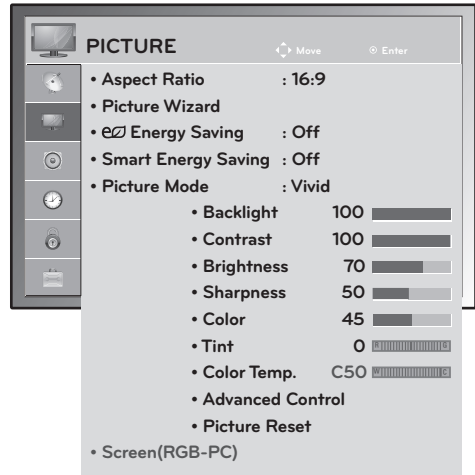 PICTURE Move Enter
• Aspect Ratio : 16:9
• Picture Wizard
• Energy Saving : Off
• Smart Energy Saving : Off
• Picture Mode : Vivid
• Backlight 100
• Contrast 100
• Brightness 70
• Sharpness 50
• Color 45
• Tint 0 R G
• Color Temp. C50 W C
• Advanced Control
• Picture Reset
• Screen(RGB-PC)